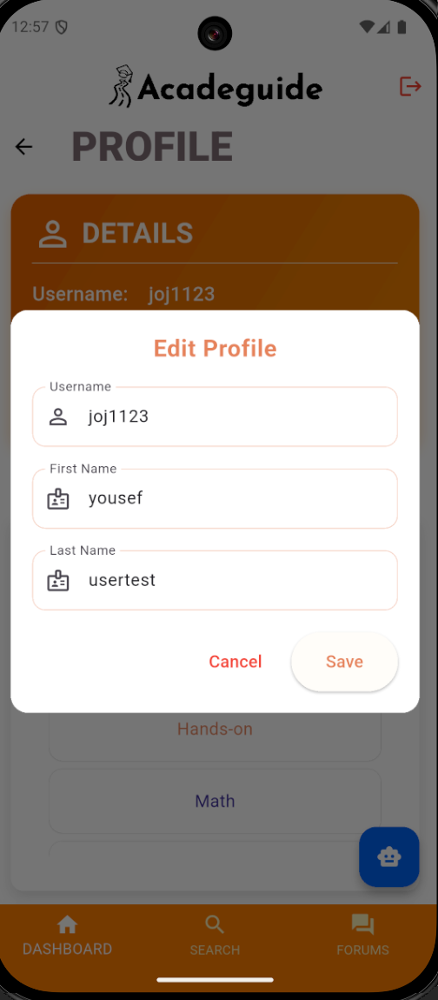 12:57
Acadeguide
PROFILE
DETAILS
Username: joj1123
Edit Profile
Username
joj1123
First Name
yousef
Last Name
usertest
Cancel Save
Hands-on
Math
DASHBOARD SEARCH FORUMS